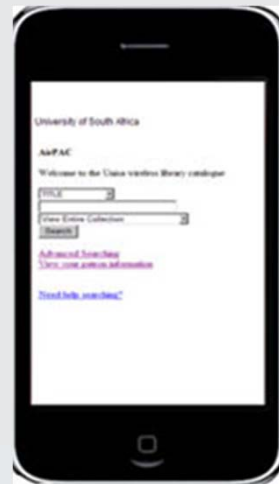 University of South Africa
AirPAC
Welcome to the Unisa wireless library catalogue
TITLE
View Entire Collection
Search
Advanced Searching
View your patron information
Need help searching?